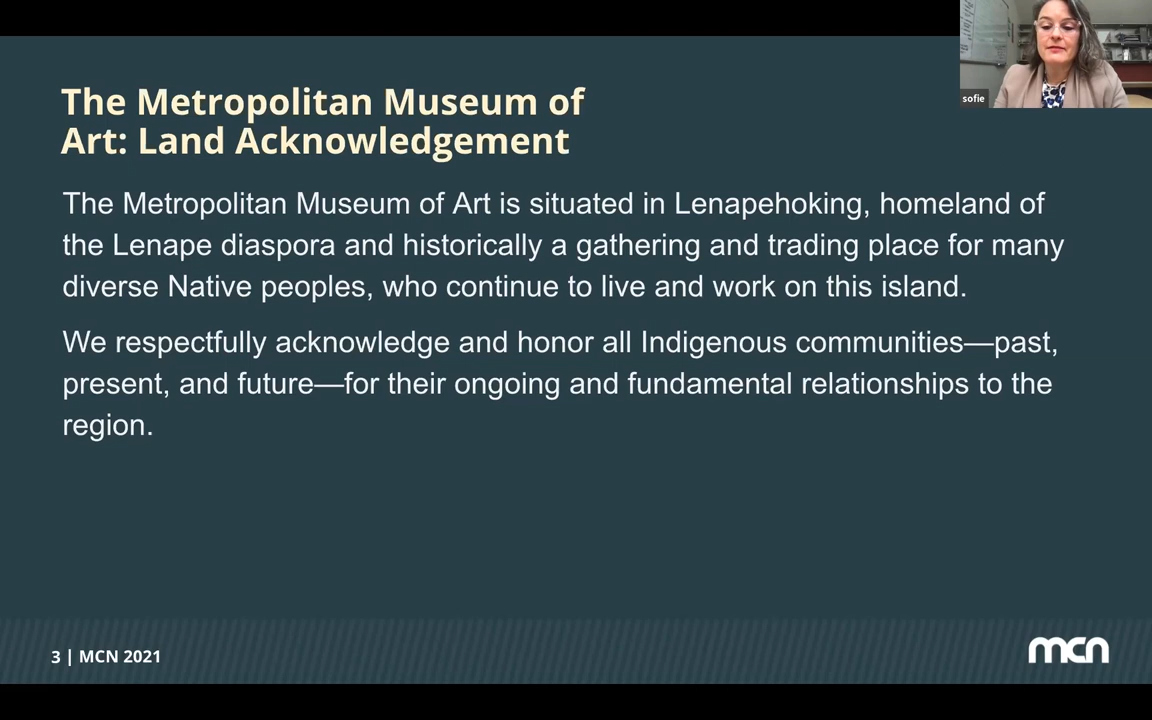 sofie
The Metropolitan Museum of
Art: Land Acknowledgement
The Metropolitan Museum of Art is situated in Lenapehoking, homeland of
the Lenape diaspora and historically a gathering and trading place for many
diverse Native peoples, who continue to live and work on this island.
We respectfully acknowledge and honor all Indigenous communities—past,
present, and future—for their ongoing and fundamental relationships to the
region.
3 | MCN 2021
mcn